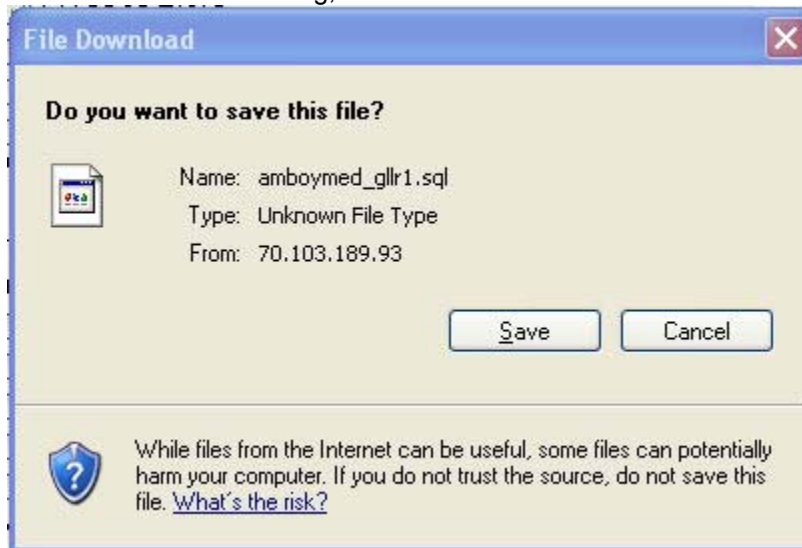 File Download
Do you want to save this file?
Name: amboymed_gllr1.sql
Type: Unknown File Type
From: 70.103.189.93
Save Cancel
While files from the Internet can be useful, some files can potentially
harm your computer. If you do not trust the source, do not save this
file. What's the risk?